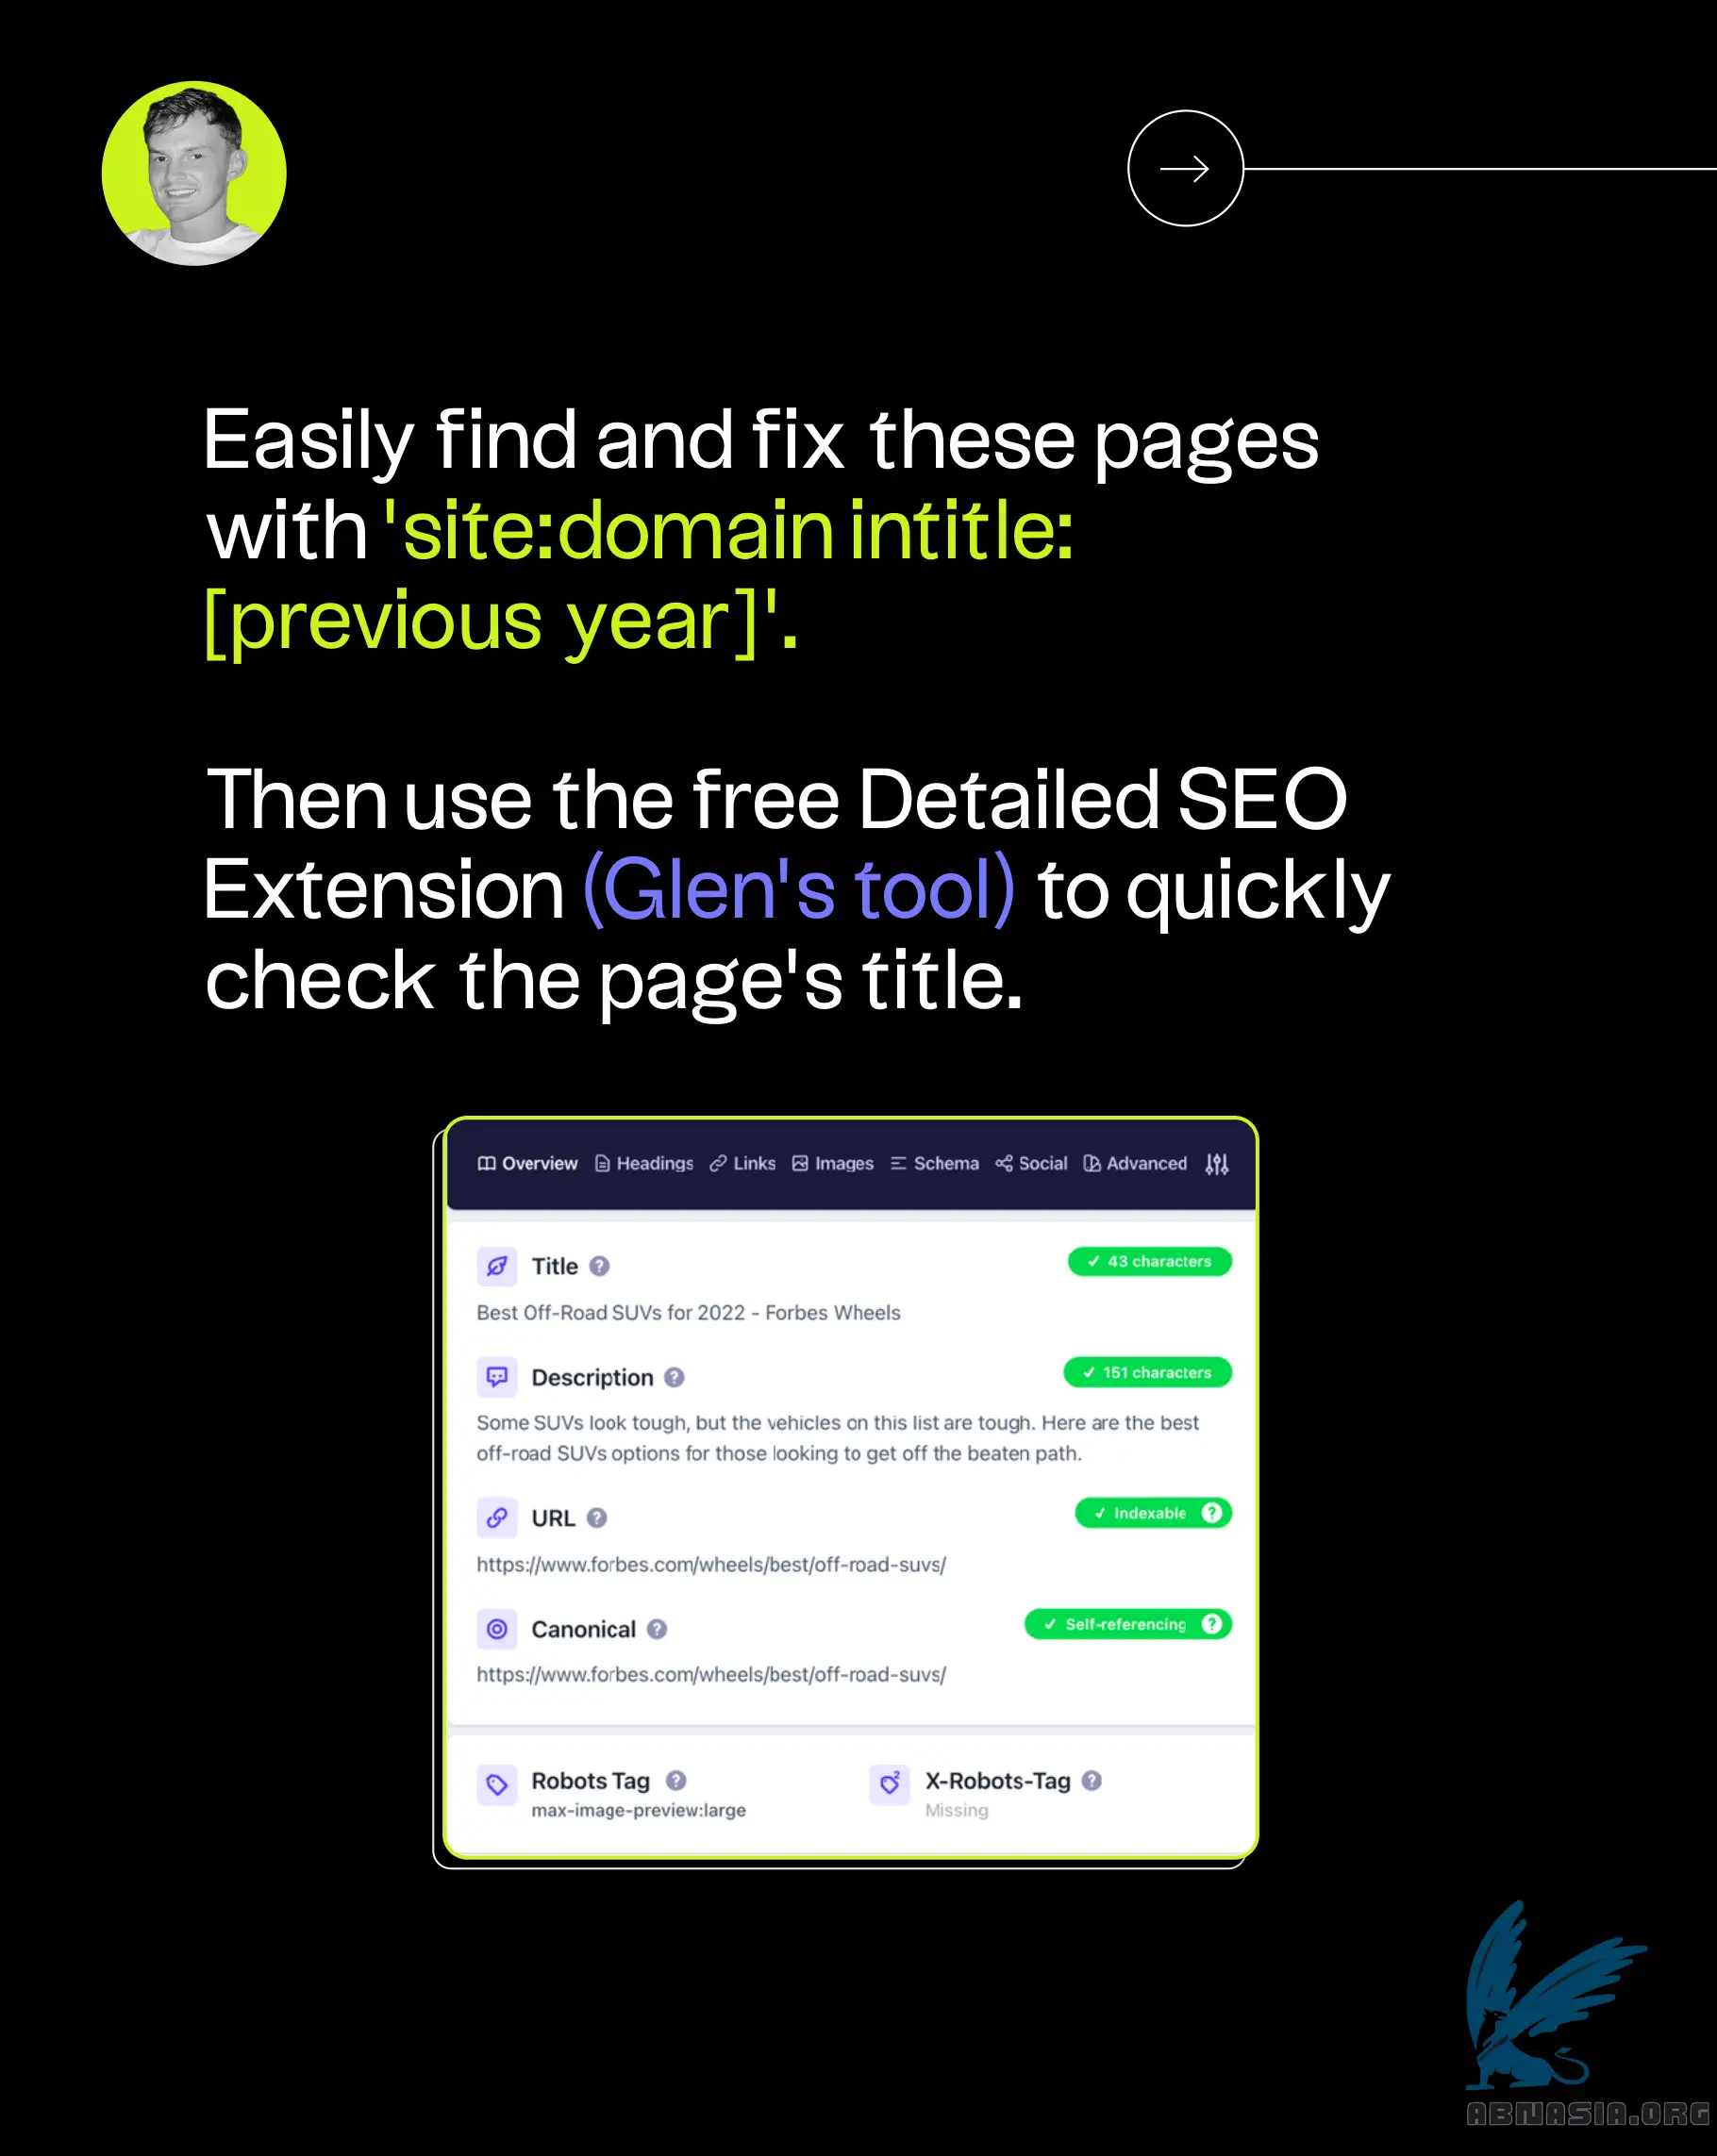 Easily find and fix these pages
with 'site:domain intitle:
[previous year]'.
Then use the free Detailed SEO
Extension (Glen's tool) to quickly
check the page's title.
Overview Headings Links Images Schema Social Advanced
Title ? ✓ 43 characters
Best Off-Road SUVs for 2022 - Forbes Wheels
Description ? ✓ 151 characters
Some SUVs look tough, but the vehicles on this list are tough. Here are the best
off-road SUVs options for those looking to get off the beaten path.
URL ? ✓ Indexable ?
https://www.forbes.com/wheels/best/off-road-suvs/
Canonical ? ✓ Self-referencing ?
https://www.forbes.com/wheels/best/off-road-suvs/
Robots Tag ? 2 X-Robots-Tag ?
max-image-preview:large Missing
ABNASIA.ORG